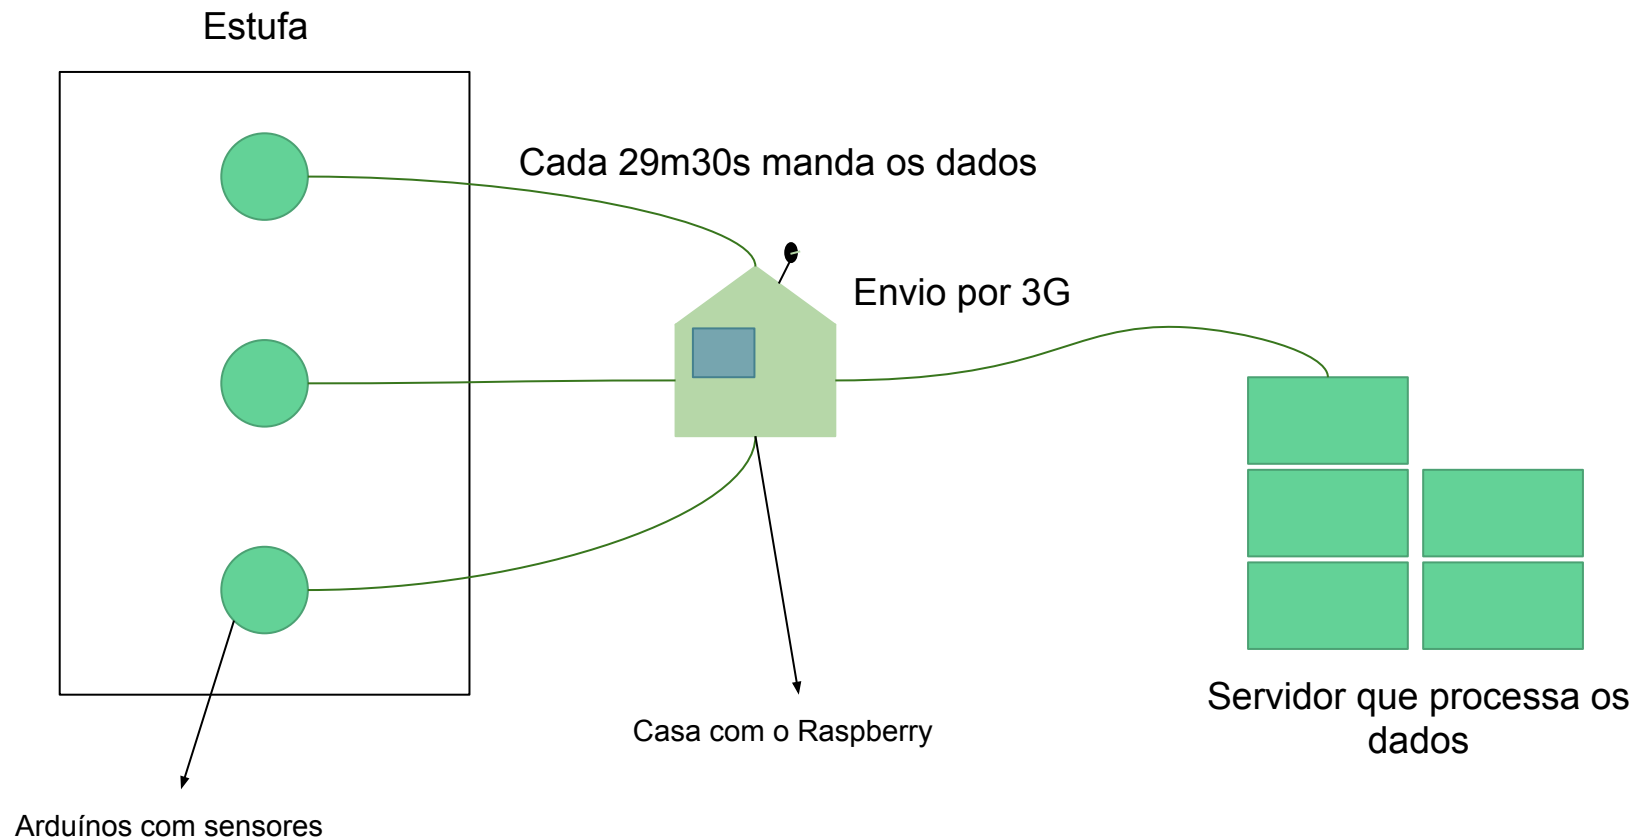 Estufa
Cada 29m30s manda os dados
Envio por 3G
Servidor que processa os
dados
Casa com o Raspberry
Arduínos com sensores